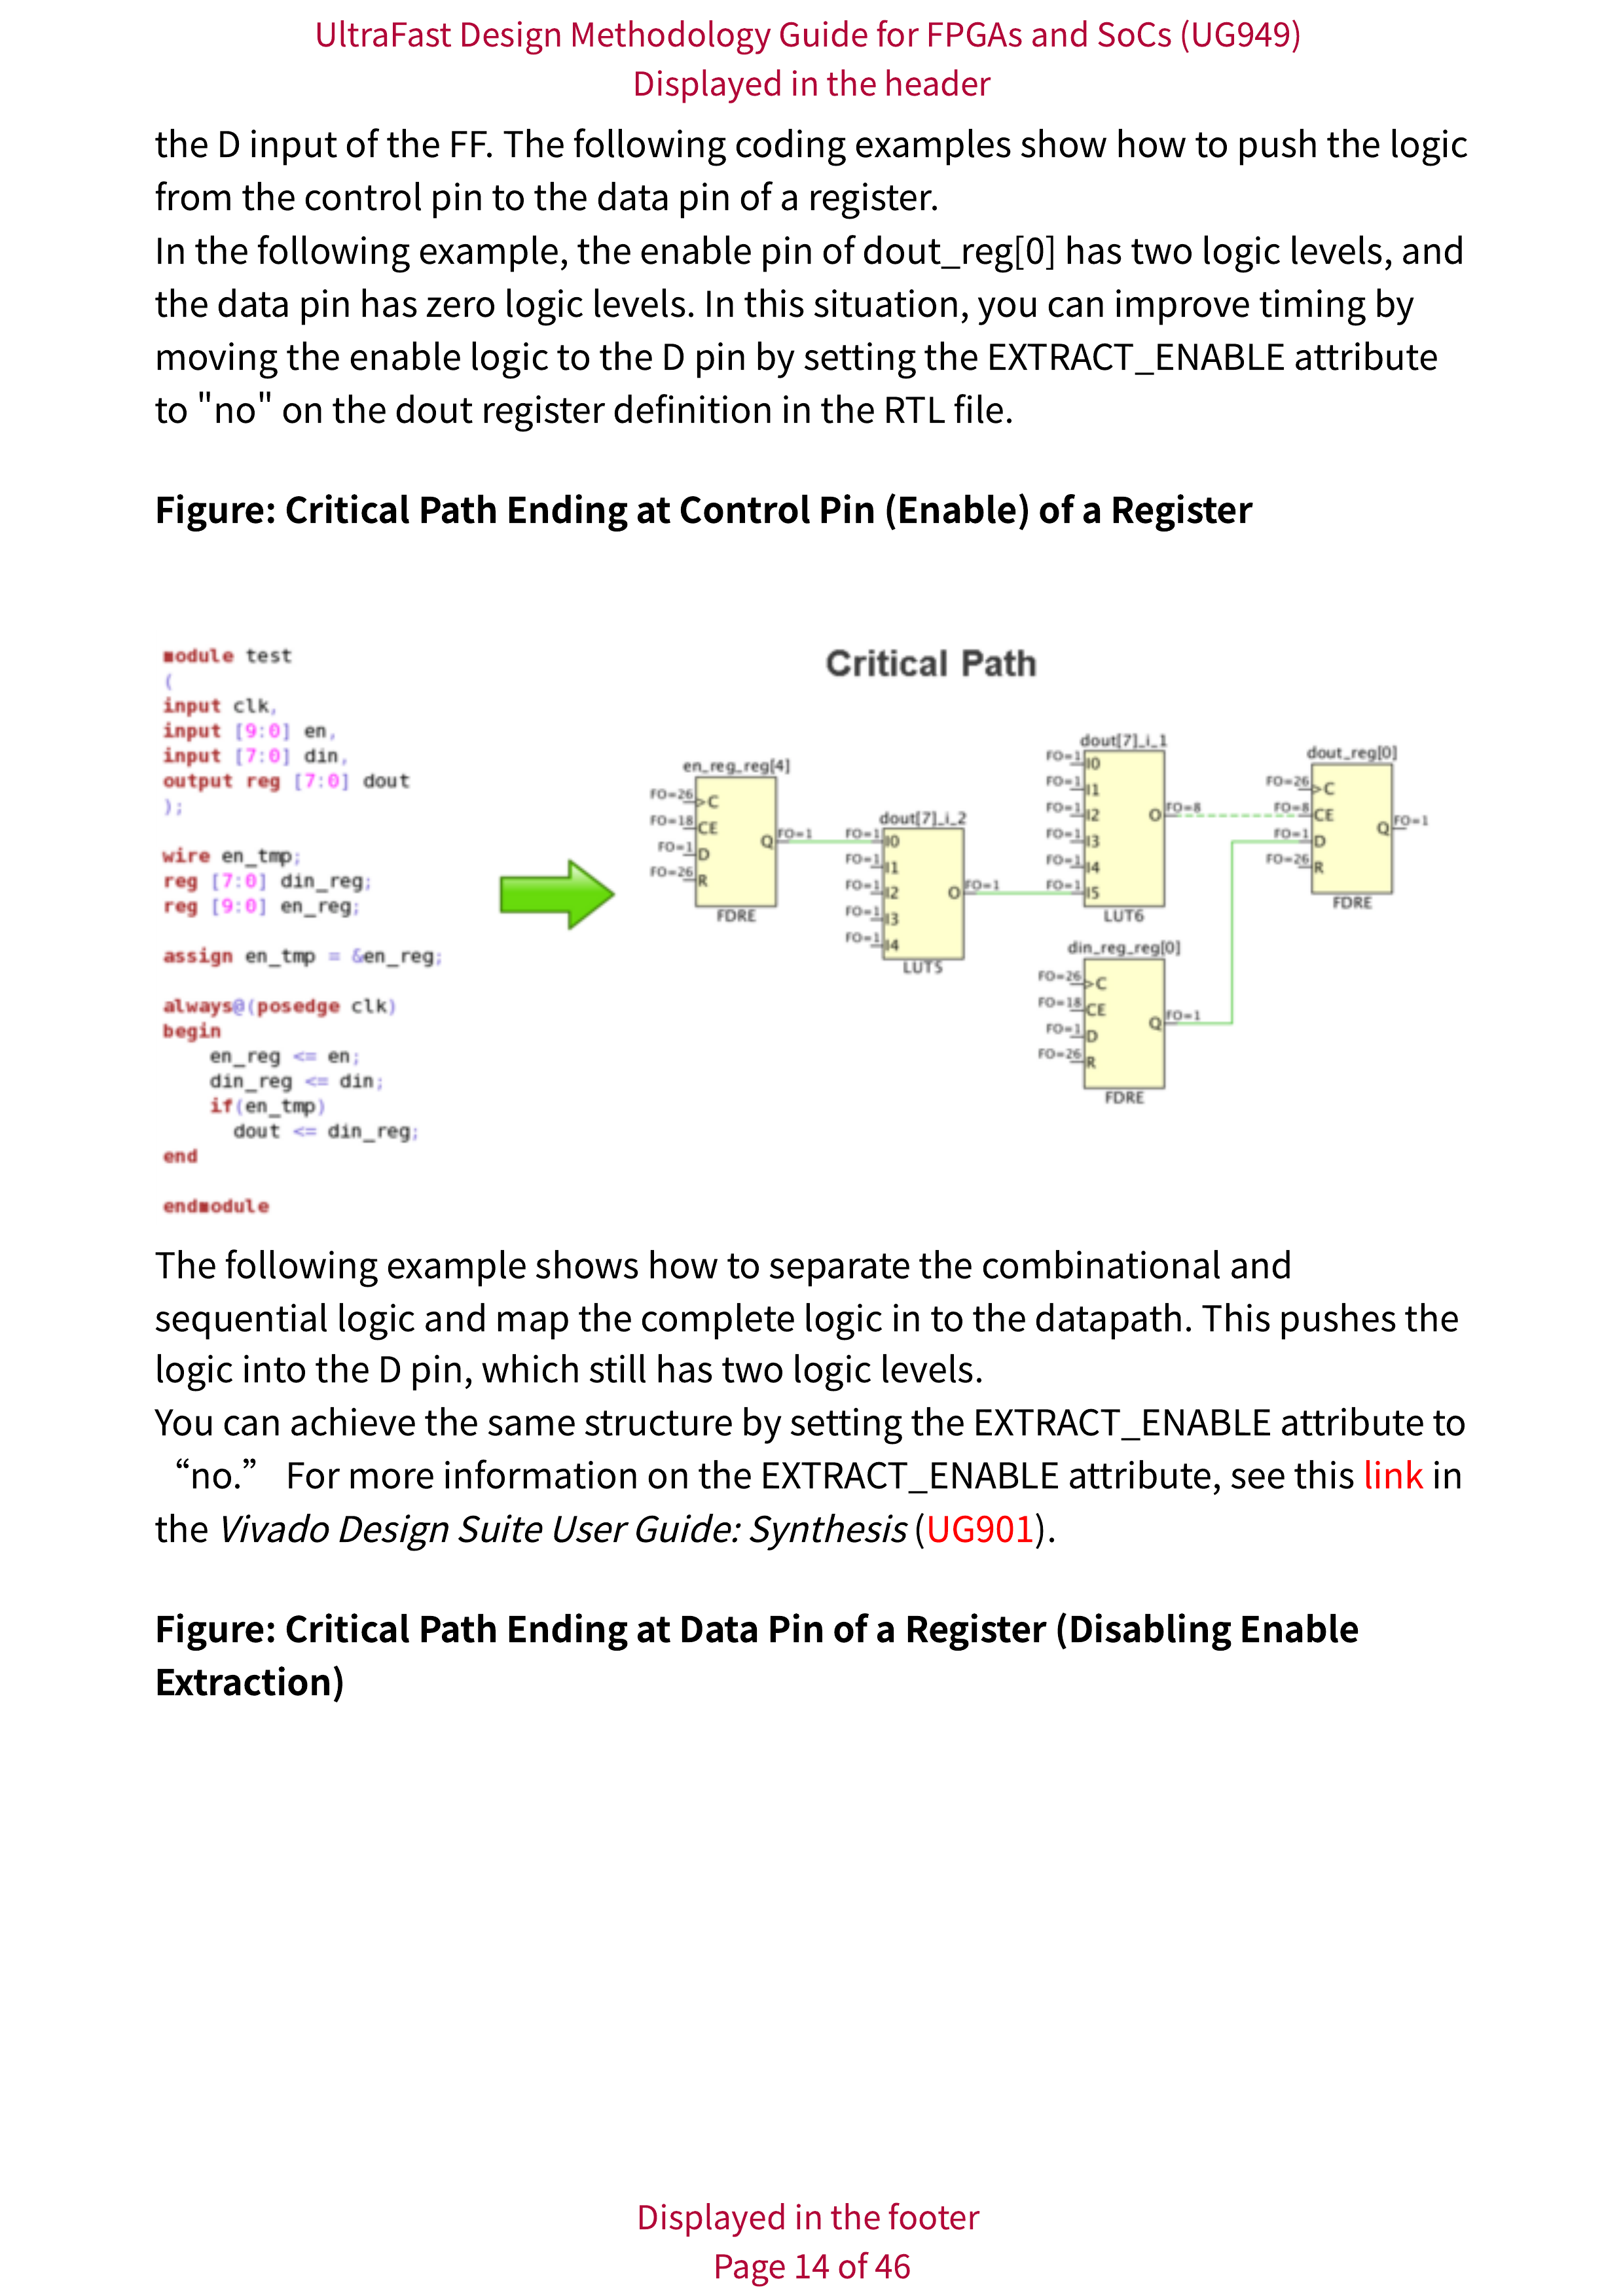 UltraFast Design Methodology Guide for FPGAs and SoCs (UG949)
Displayed in the header
the D input of the FF. The following coding examples show how to push the logic
from the control pin to the data pin of a register.
In the following example, the enable pin of dout_reg[0] has two logic levels, and
the data pin has zero logic levels. In this situation, you can improve timing by
moving the enable logic to the D pin by setting the EXTRACT_ENABLE attribute
to "no" on the dout register definition in the RTL file.
Figure: Critical Path Ending at Control Pin (Enable) of a Register
module test
(
input clk,
input [9:0] en,
input [7:0] din,
output reg [7:0] dout
);
wire en_tmp;
reg [7:0] din_reg;
reg [9:0] en_reg;
assign en_tmp = &en_reg;
always@(posedge clk)
begin
en_reg <= en;
din_reg <= din;
if(en_tmp)
dout <= din_reg;
end
endmodule
Critical Path
en_reg_reg[4]
FO=26 >C
FO=18 CE
FO=1 D
FO=26 R
Q FO=1
FDRE
dout[7]_i_2
FO=1 I0
FO=1 I1
FO=1 I2
FO=1 I3
FO=1 I4
O FO=1
LUT5
dout[7]_i_1
FO=1 I0
FO=1 I1
FO=1 I2
FO=1 I3
FO=1 I4
FO=1 I5
O FO=8
LUT6
din_reg_reg[0]
FO=26 >C
FO=18 CE
FO=1 D
FO=26 R
Q FO=1
FDRE
dout_reg[0]
FO=26 >C
FO=8 CE
FO=1 D
FO=26 R
Q FO=1
FDRE
The following example shows how to separate the combinational and
sequential logic and map the complete logic in to the datapath. This pushes the
logic into the D pin, which still has two logic levels.
You can achieve the same structure by setting the EXTRACT_ENABLE attribute to
“no.” For more information on the EXTRACT_ENABLE attribute, see this link in
the Vivado Design Suite User Guide: Synthesis (UG901).
Figure: Critical Path Ending at Data Pin of a Register (Disabling Enable
Extraction)
Displayed in the footer
Page 14 of 46